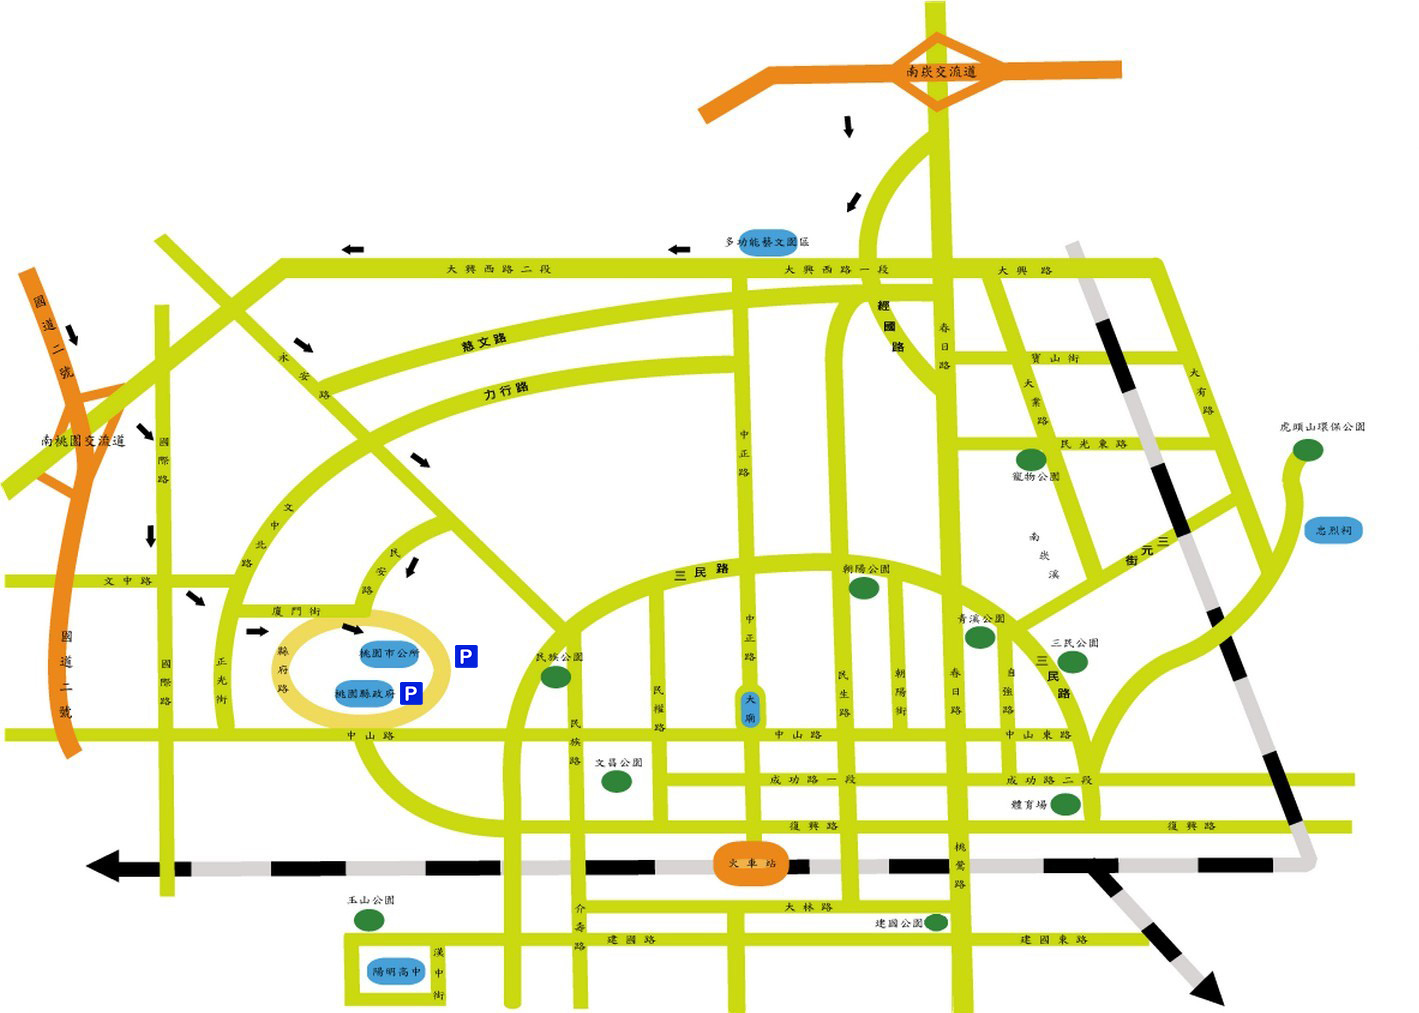 南崁交流道
多功能藝文園區
大興西路二段
大興西路一段
大興路
國道二號
經國路
春日路
慈文路
永安路
寶山街
大業路
大有路
力行路
虎頭山環保公園
南桃園交流道
國際路
中正路
民光東路
寵物公園
忠烈祠
文中北路
南崁溪
三元街
民安路
文中路
三民路
朝陽公園
廈門街
中正路
青溪公園
國道二號
縣府路
桃園市公所
P
民族公園
三民公園
國際路
正光街
桃園縣政府
P
民權路
大廟
民生路
朝陽街
春日路
自強路
三民路
中山路
民族路
中山路
中山東路
文昌公園
成功路一段
成功路二段
體育場
復興路
復興路
火車站
桃鶯路
玉山公園
介壽路
大林路
建國公園
建國路
建國東路
漢中街
陽明高中